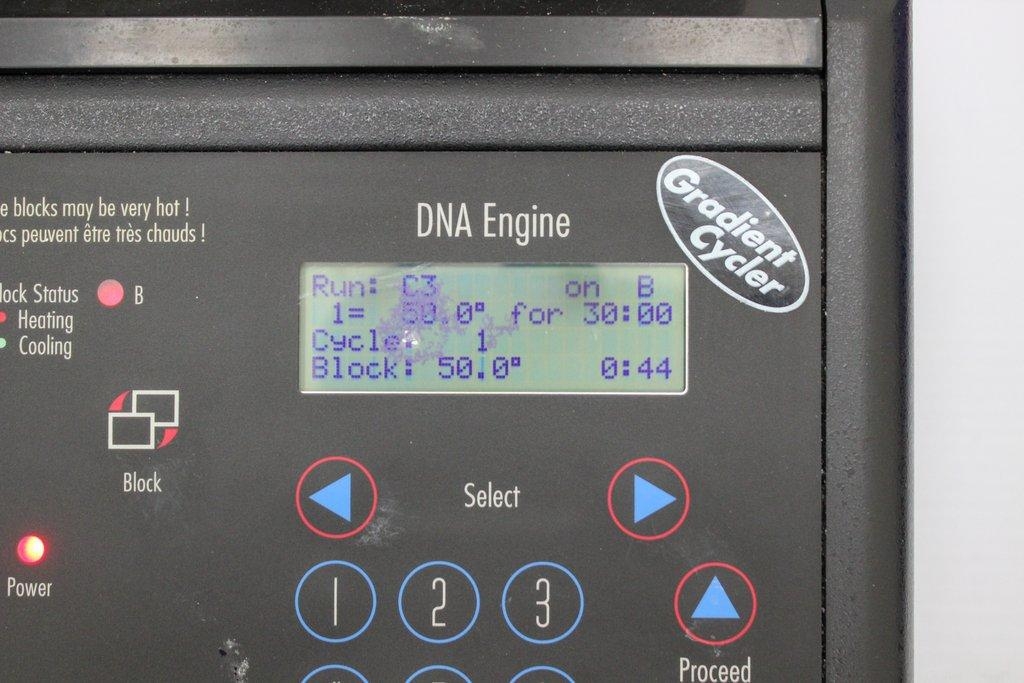 e blocks may be very hot !
ocs peuvent être très chauds !
DNA Engine
Gradient
Cycler
Run: C3 on B
1= 50.0° for 30:00
Cycle: 1
Block: 50.0° 0:44
lock Status B
Heating
Cooling
Block
Select
Power
1 2 3
Proceed